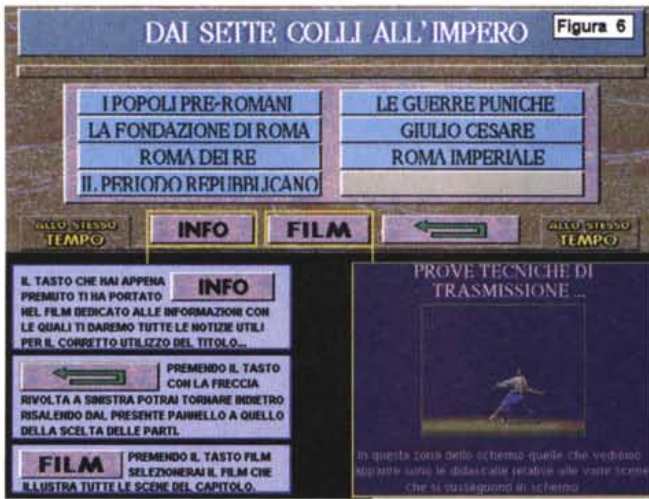 DAI SETTE COLLI ALL'IMPERO
Figura 6
I POPOLI PRE-ROMANI
LE GUERRE PUNICHE
LA FONDAZIONE DI ROMA
GIULIO CESARE
ROMA DEI RE
ROMA IMPERIALE
IL PERIODO REPUBBLICANO
ALLO STESSO
TEMPO
INFO
FILM
ALLO STESSO
TEMPO
IL TASTO CHE HAI APPENA
PREMUTO TI HA PORTATO
INFO
NEL FILM DEDICATO ALLE INFORMAZIONI CON
LE QUALI TI DAREMO TUTTE LE NOTIZIE UTILI
PER IL CORRETTO UTILIZZO DEL TITOLO...
PREMENDO IL TASTO
CON LA FRECCIA
RIVOLTA A SINISTRA POTRAI TORNARE INDIETRO
RISALENDO DAL PRESENTE PANNELLO A QUELLO
DELLA SCELTA DELLE PARTI.
FILM
PREMENDO IL TASTO FILM
SELEZIONERAI IL FILM CHE
ILLUSTRA TUTTE LE SCENE DEL CAPITOLO.
PROVE TECNICHE DI
TRASMISSIONE ...
In questa zona dello schermo quelle che vedremo
apparire sono le didascalie relative alle varie scene
che si susseguono in schermo